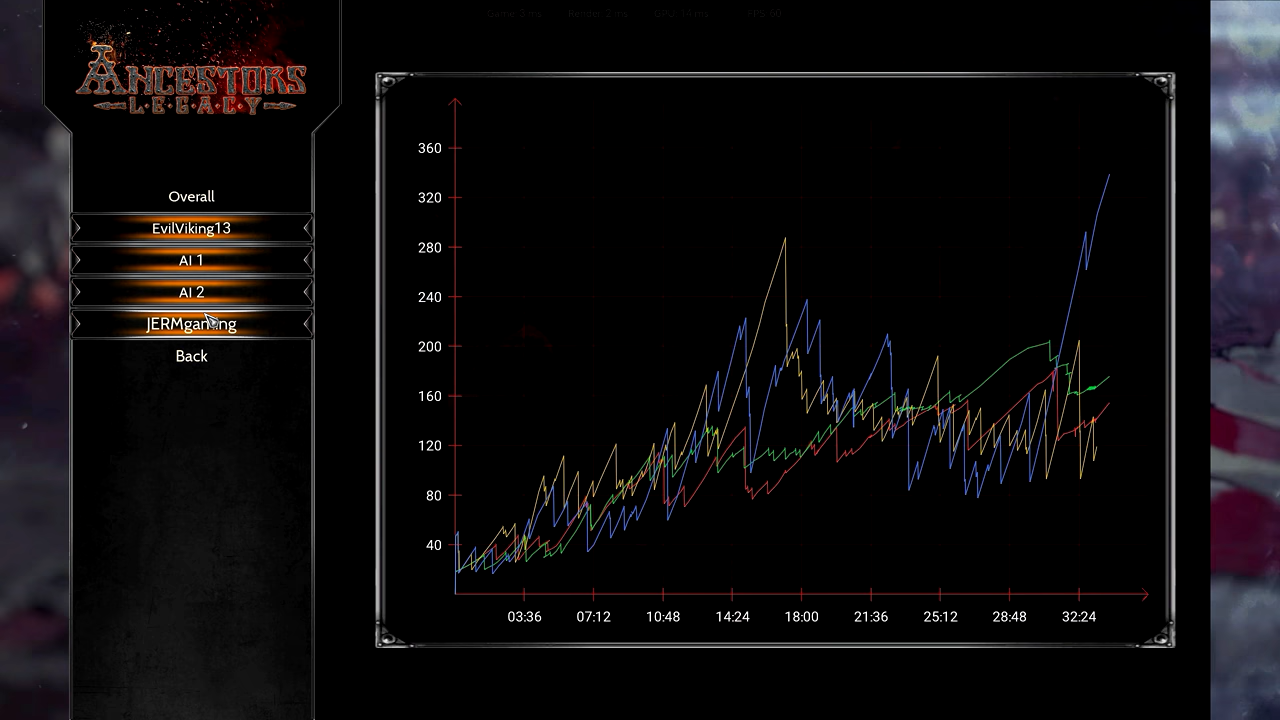 ANCESTORS
LEGACY
Overall
EvilViking13
AI 1
AI 2
Back
360
320
280
240
200
160
120
80
40
03:36 07:12 10:48 14:24 18:00 21:36 25:12 28:48 32:24